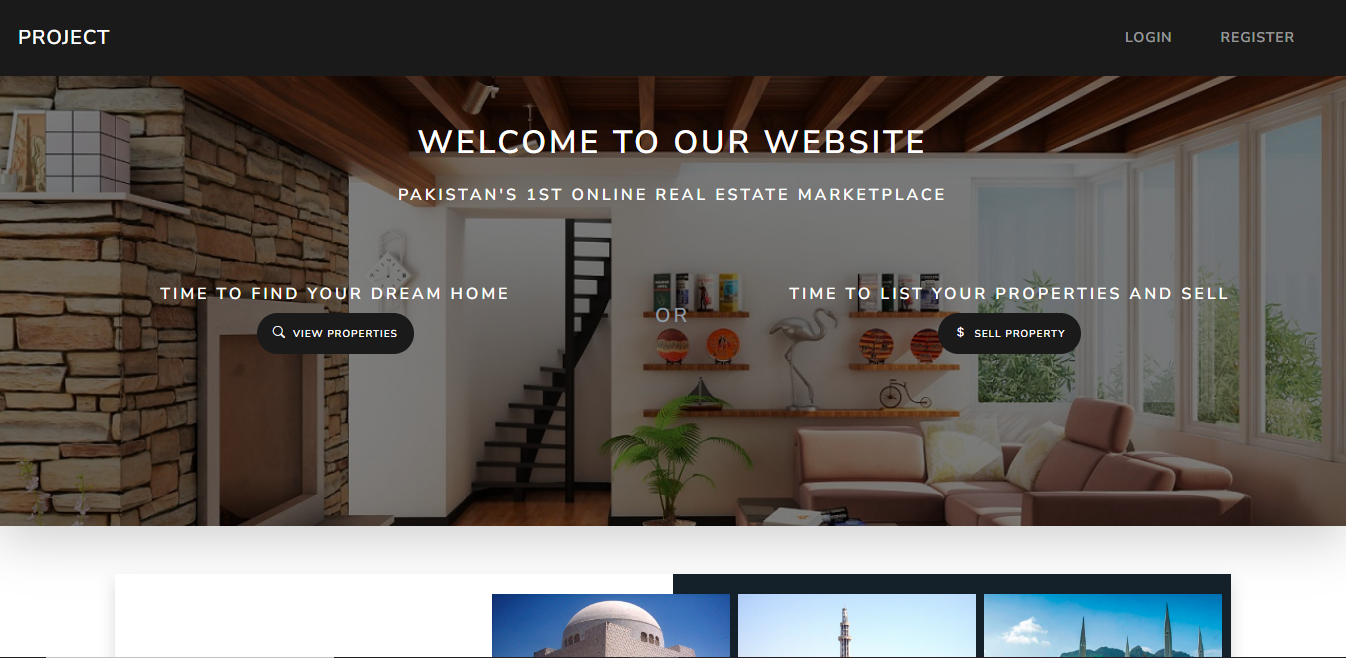 PROJECT
LOGIN
REGISTER
WELCOME TO OUR WEBSITE
PAKISTAN'S 1ST ONLINE REAL ESTATE MARKETPLACE
TIME TO FIND YOUR DREAM HOME
VIEW PROPERTIES
OR
TIME TO LIST YOUR PROPERTIES AND SELL
$ SELL PROPERTY